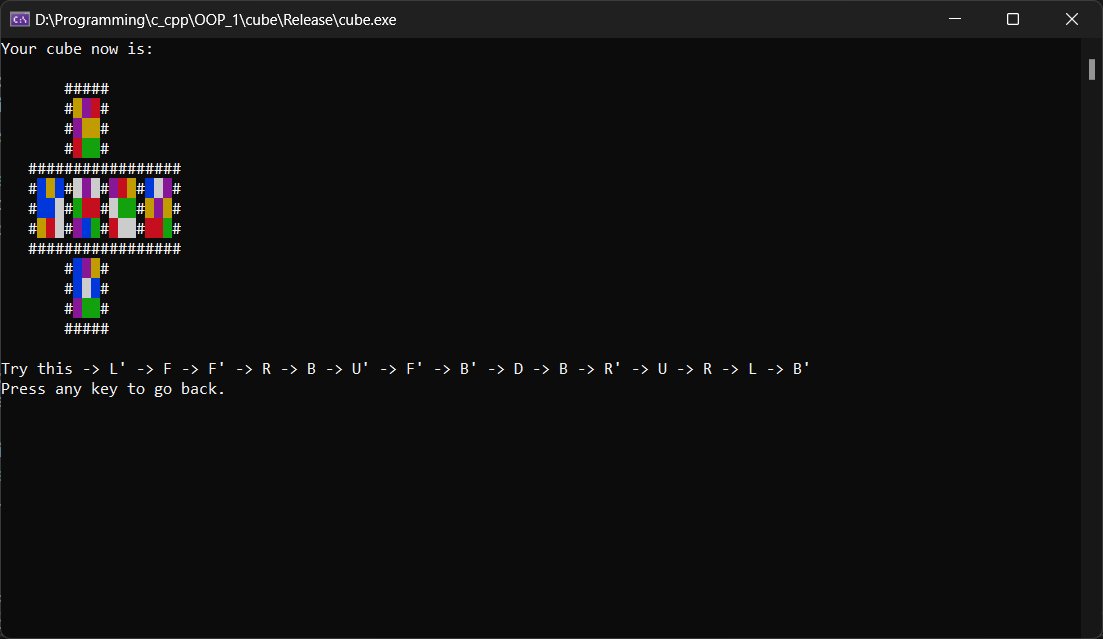 D:\Programming\c_cpp\OOP_1\cube\Release\cube.exe
Your cube now is:
#####
# #
# #
# #
#################
# # # # #
# # # # #
# # # # #
#################
# #
# #
# #
#####
Try this -> L' -> F -> F' -> R -> B -> U' -> F' -> B' -> D -> B -> R' -> U -> R -> L -> B'
Press any key to go back.